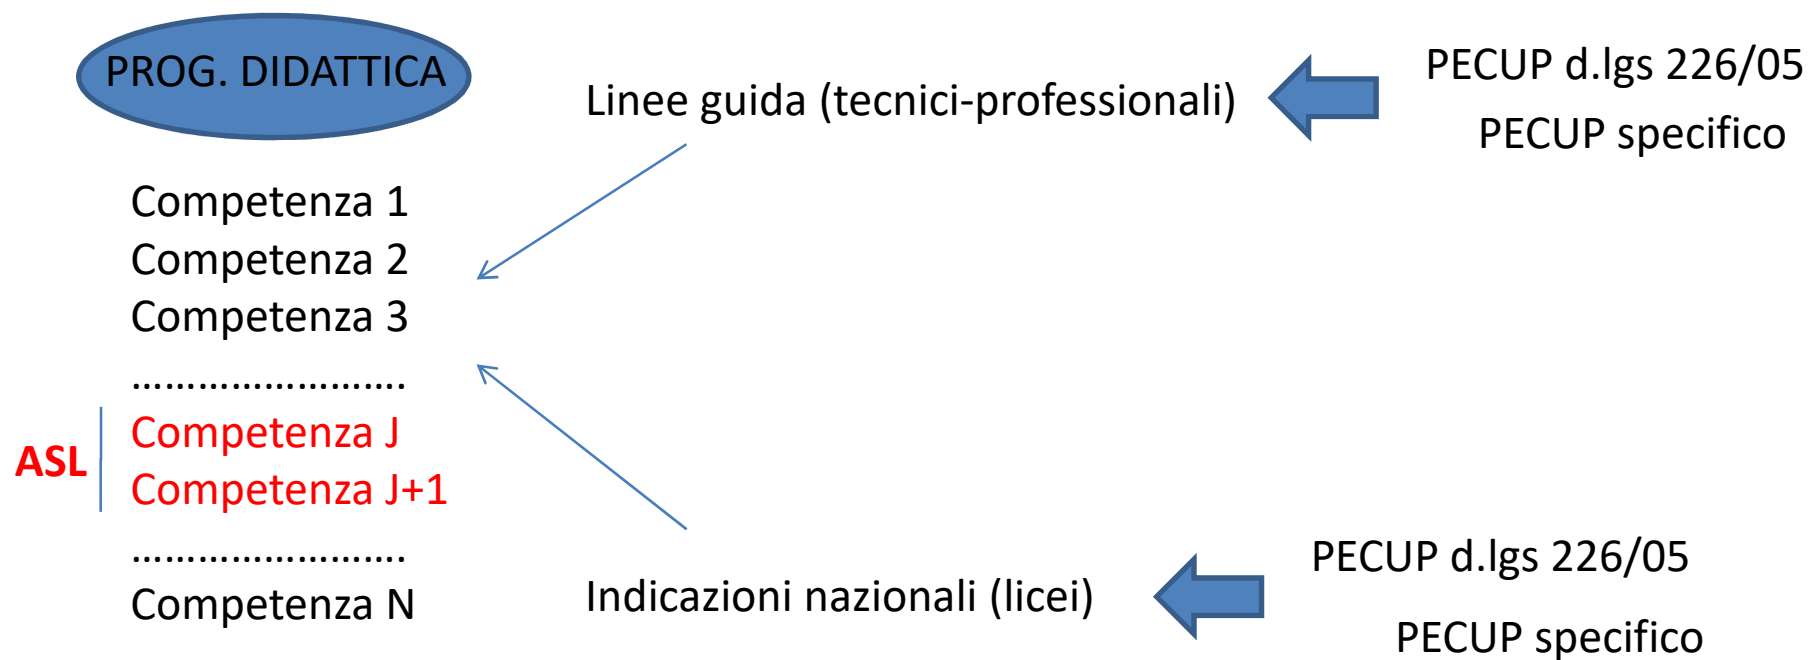 PROG. DIDATTICA
Competenza 1
Competenza 2
Competenza 3
……………………..
ASL
Competenza J
Competenza J+1
……………………..
Competenza N
Linee guida (tecnici-professionali)
PECUP d.lgs 226/05
PECUP specifico
Indicazioni nazionali (licei)
PECUP d.lgs 226/05
PECUP specifico